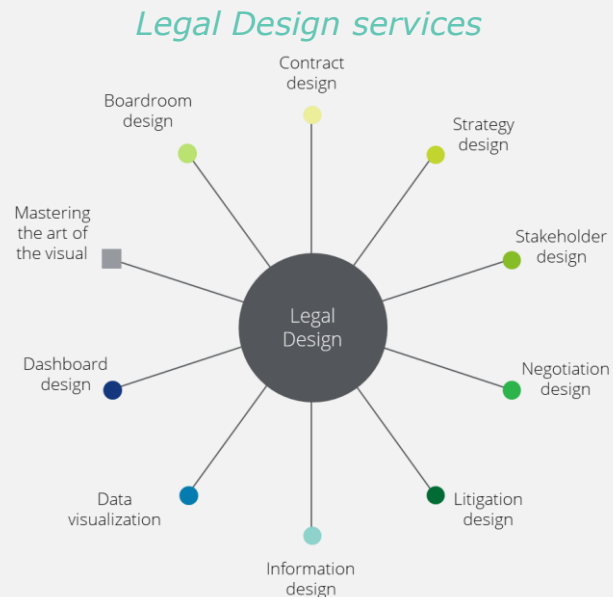 Legal Design services
Contract
design
Boardroom
design
Strategy
design
Mastering
the art of
the visual
Stakeholder
design
Legal
Design
Dashboard
design
Negotiation
design
Data
visualization
Litigation
design
Information
design